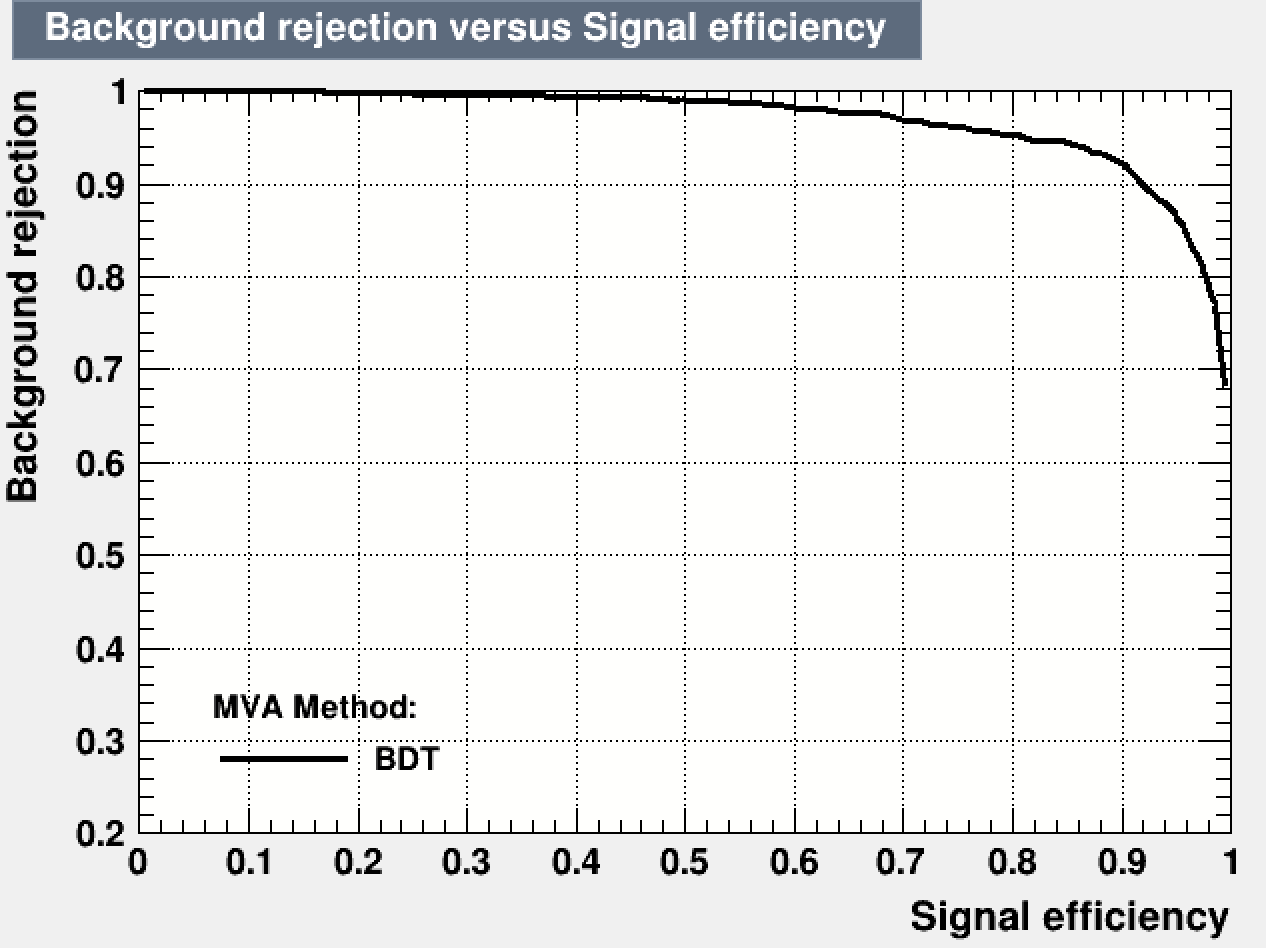 Background rejection versus Signal efficiency
Background rejection
1
0.9
0.8
0.7
0.6
0.5
0.4
0.3
0.2
MVA Method:
BDT
0 0.1 0.2 0.3 0.4 0.5 0.6 0.7 0.8 0.9 1
Signal efficiency